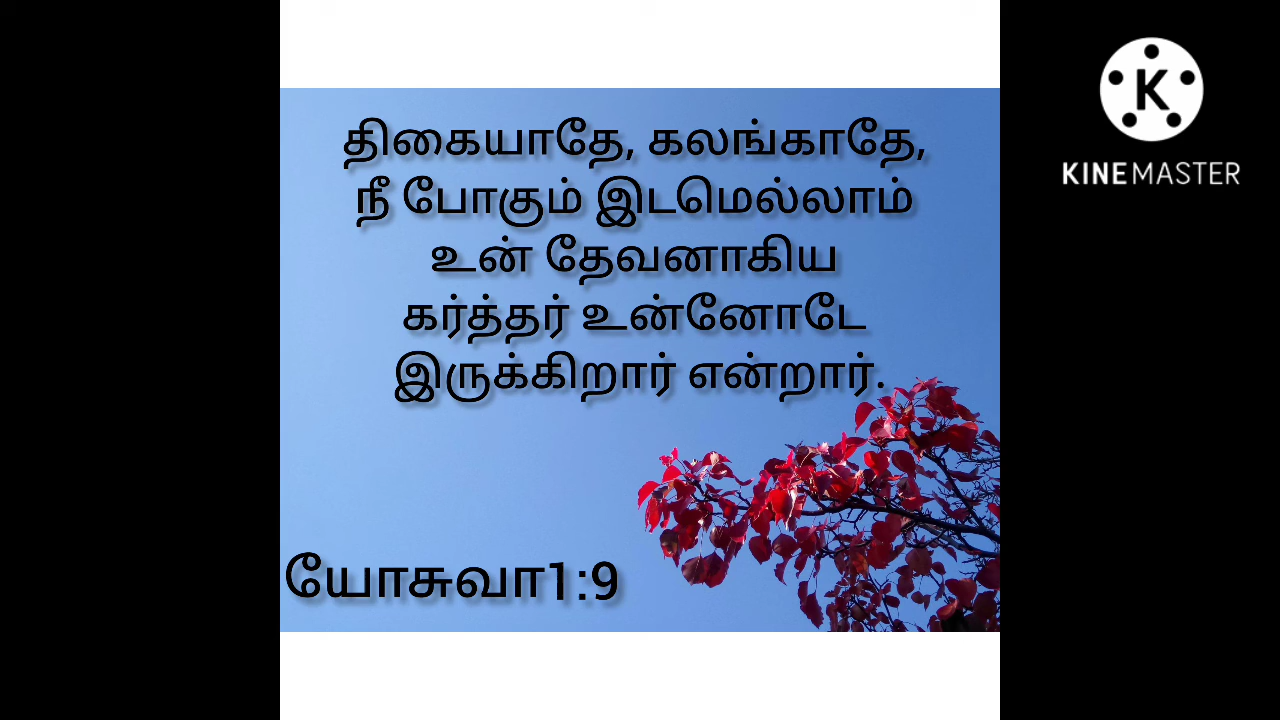 திகையாதே, கலங்காதே,
நீ போகும் இடமெல்லாம்
உன் தேவனாகிய
கர்த்தர் உன்னோடே
இருக்கிறார் என்றார்.
யோசுவா1:9
K
KINEMASTER